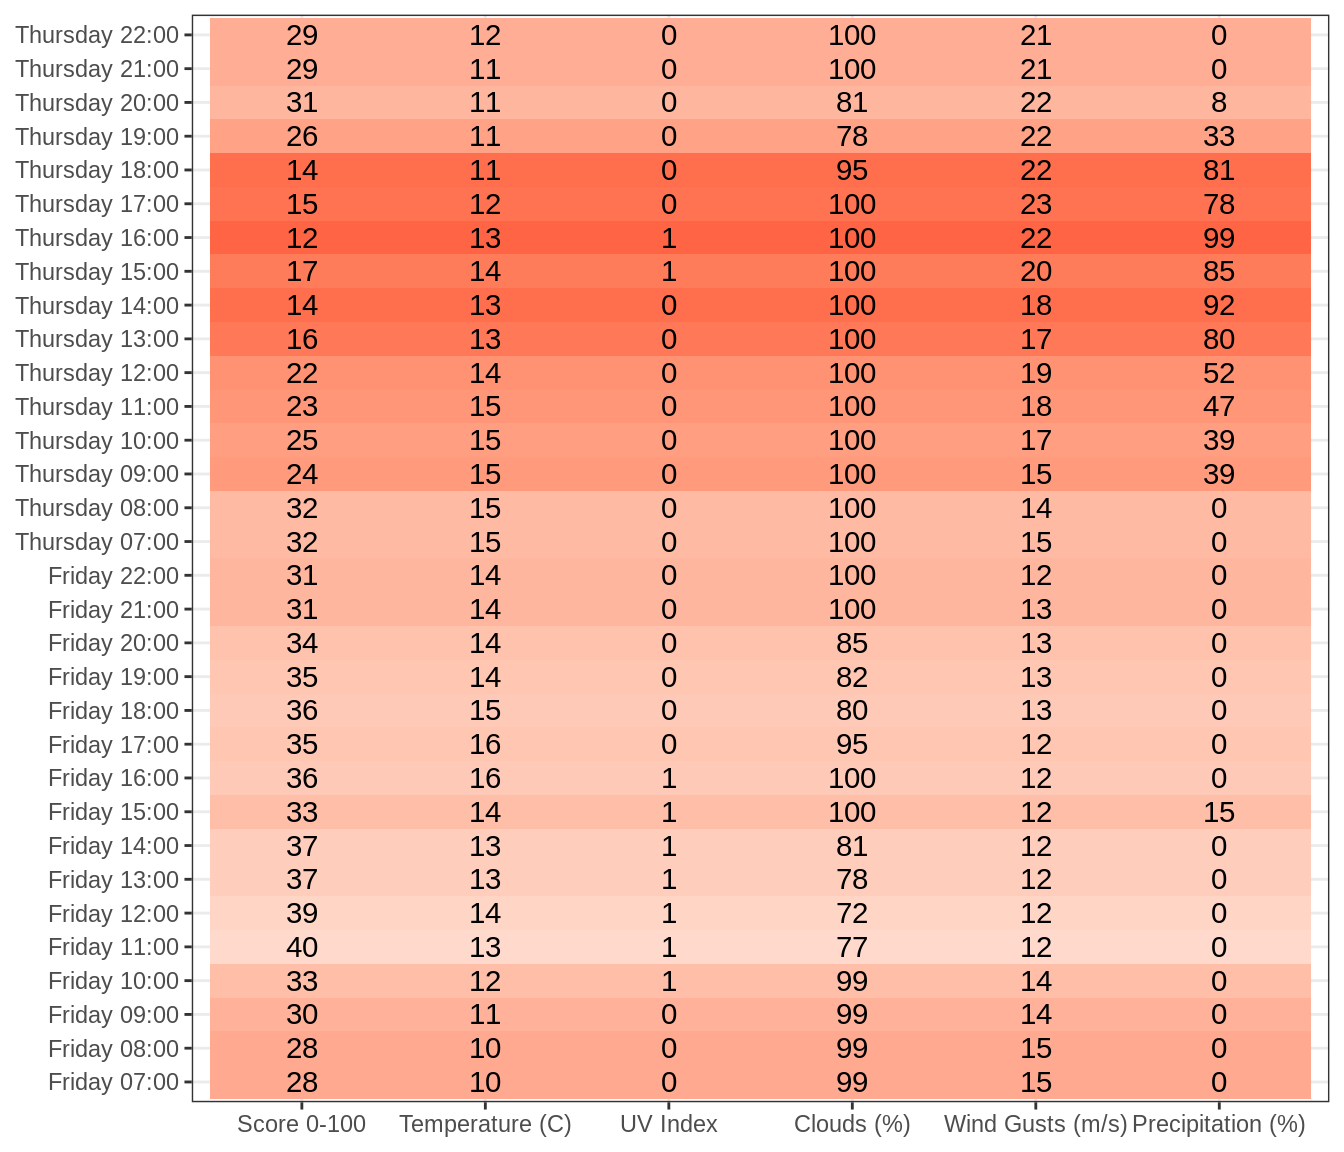 Thursday 22:00 29 12 0 100 21 0
Thursday 21:00 29 11 0 100 21 0
Thursday 20:00 31 11 0 81 22 8
Thursday 19:00 26 11 0 78 22 33
Thursday 18:00 14 11 0 95 22 81
Thursday 17:00 15 12 0 100 23 78
Thursday 16:00 12 13 1 100 22 99
Thursday 15:00 17 14 1 100 20 85
Thursday 14:00 14 13 0 100 18 92
Thursday 13:00 16 13 0 100 17 80
Thursday 12:00 22 14 0 100 19 52
Thursday 11:00 23 15 0 100 18 47
Thursday 10:00 25 15 0 100 17 39
Thursday 09:00 24 15 0 100 15 39
Thursday 08:00 32 15 0 100 14 0
Thursday 07:00 32 15 0 100 15 0
Friday 22:00 31 14 0 100 12 0
Friday 21:00 31 14 0 100 13 0
Friday 20:00 34 14 0 85 13 0
Friday 19:00 35 14 0 82 13 0
Friday 18:00 36 15 0 80 13 0
Friday 17:00 35 16 0 95 12 0
Friday 16:00 36 16 1 100 12 0
Friday 15:00 33 14 1 100 12 15
Friday 14:00 37 13 1 81 12 0
Friday 13:00 37 13 1 78 12 0
Friday 12:00 39 14 1 72 12 0
Friday 11:00 40 13 1 77 12 0
Friday 10:00 33 12 1 99 14 0
Friday 09:00 30 11 0 99 14 0
Friday 08:00 28 10 0 99 15 0
Friday 07:00 28 10 0 99 15 0
Score 0-100 Temperature (C) UV Index Clouds (%) Wind Gusts (m/s) Precipitation (%)